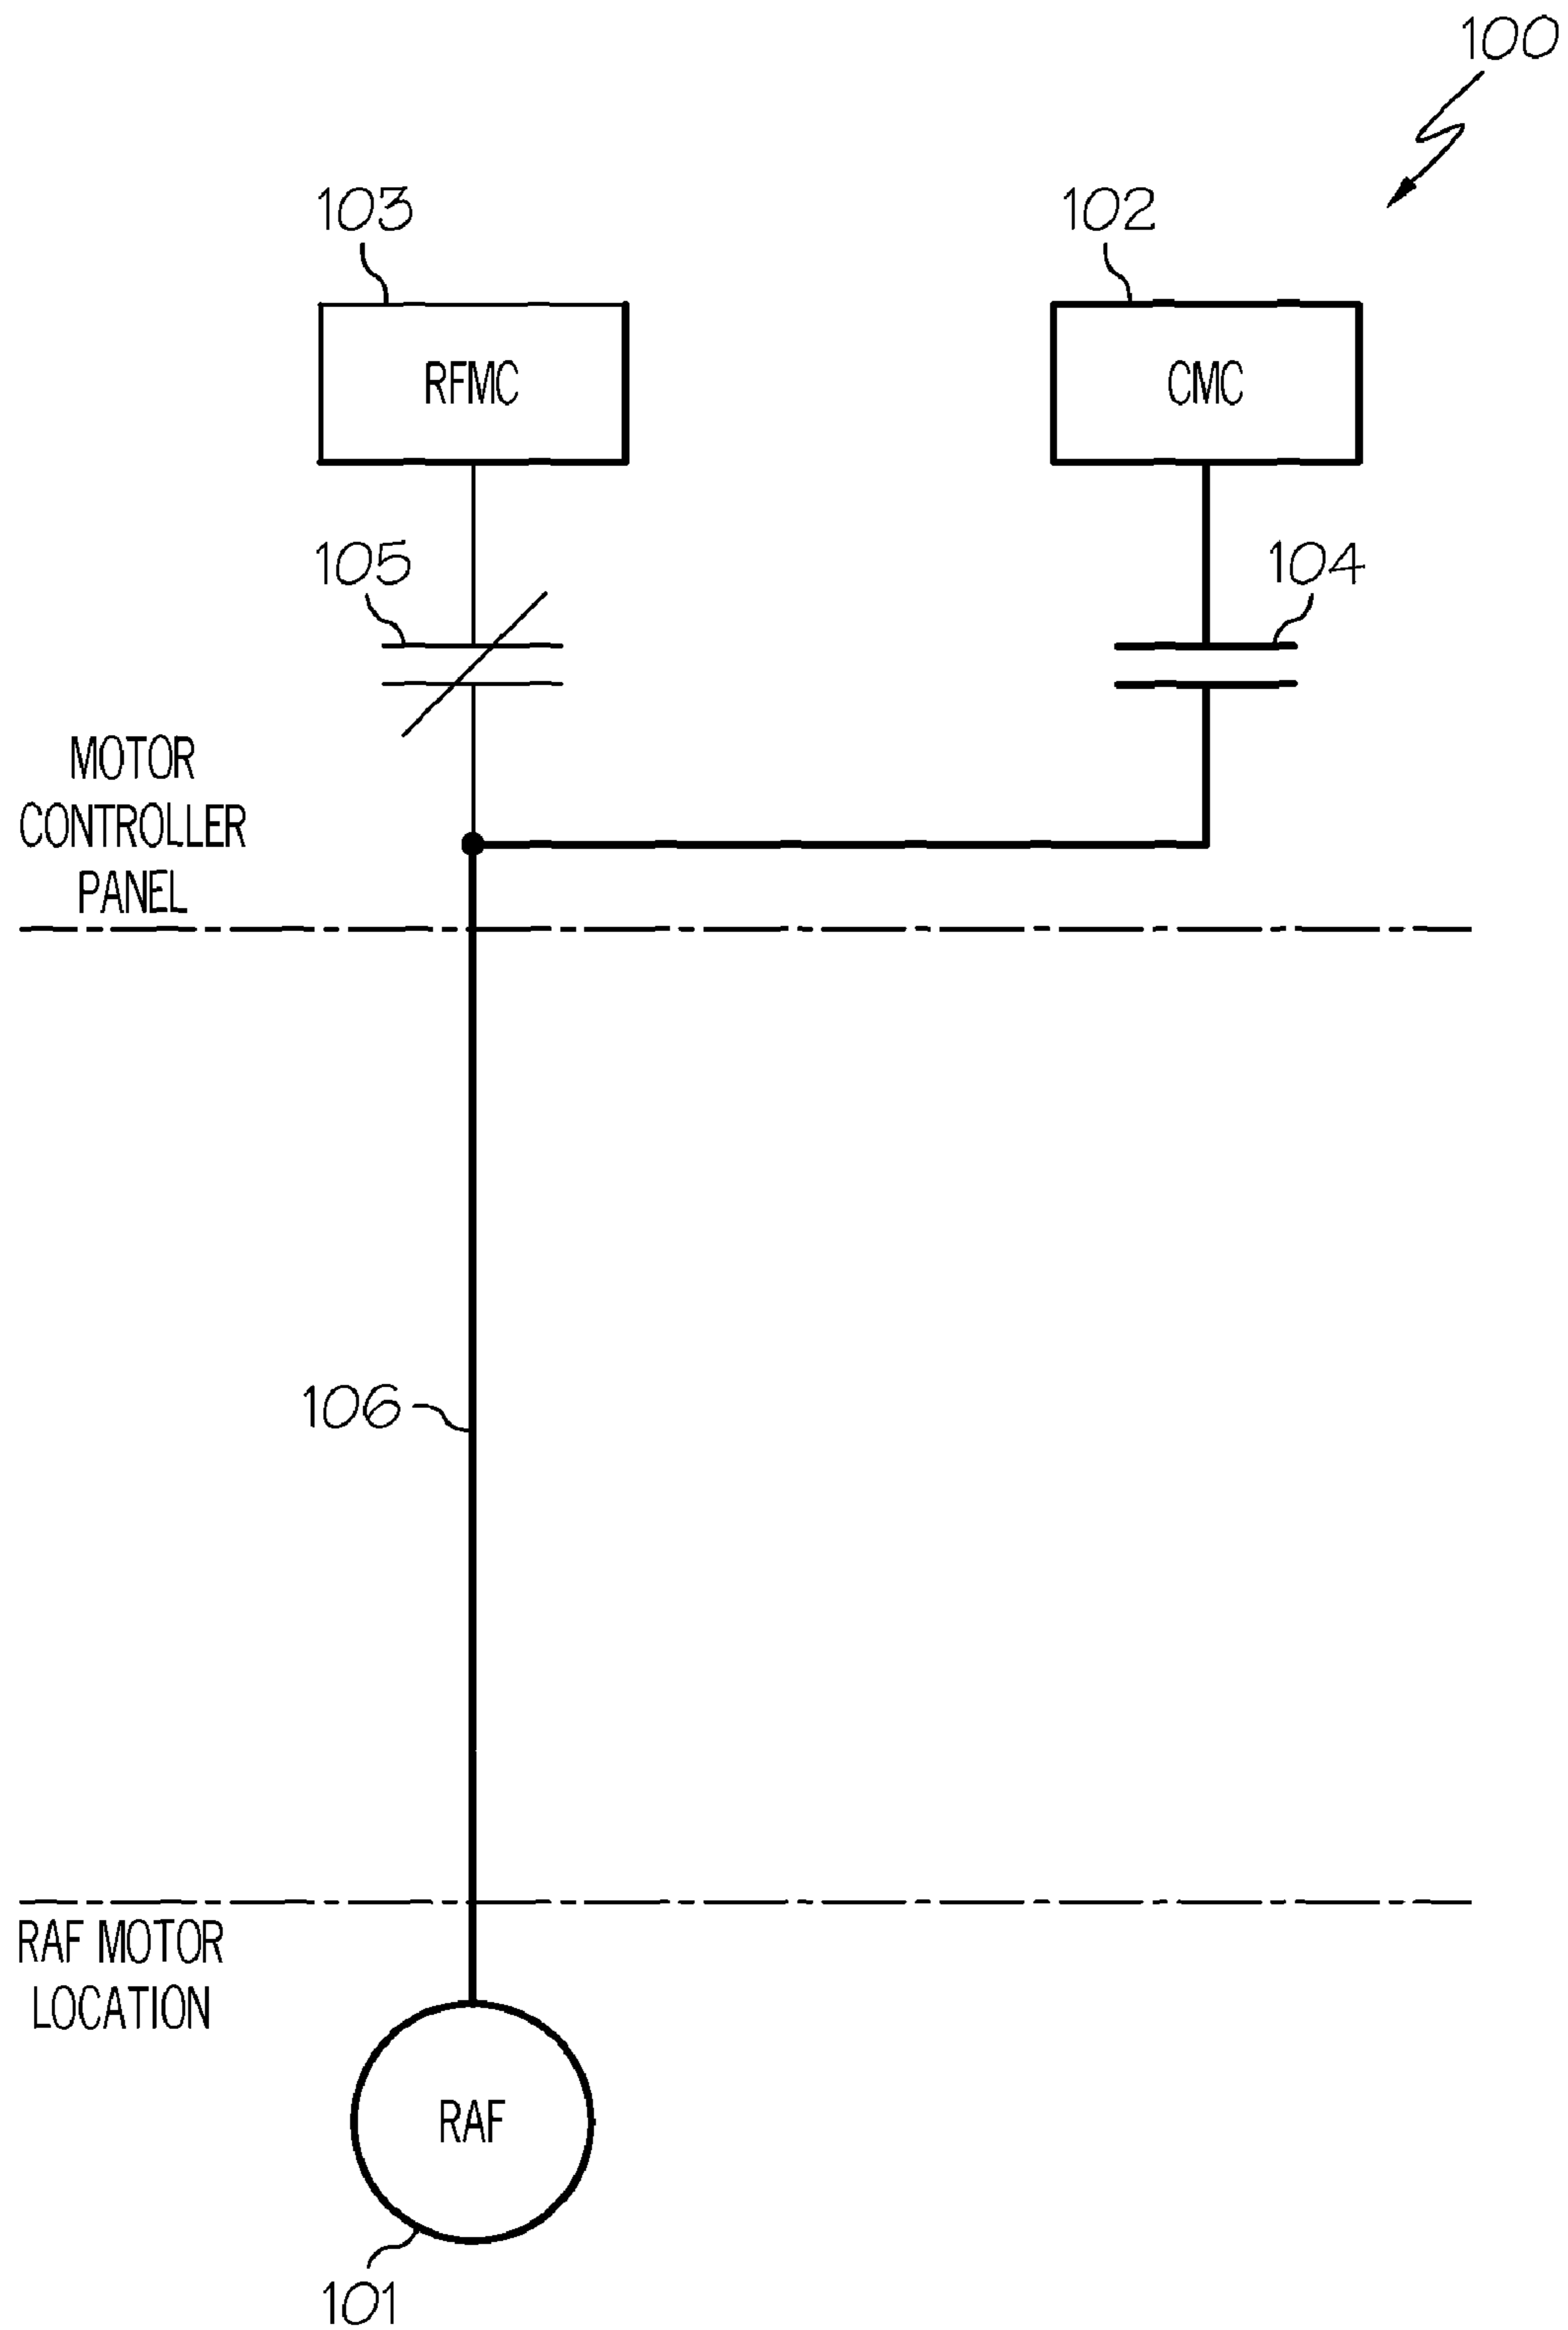 100
103
102
RFMC
CMC
105
104
MOTOR
CONTROLLER
PANEL
106
RAF MOTOR
LOCATION
RAF
101